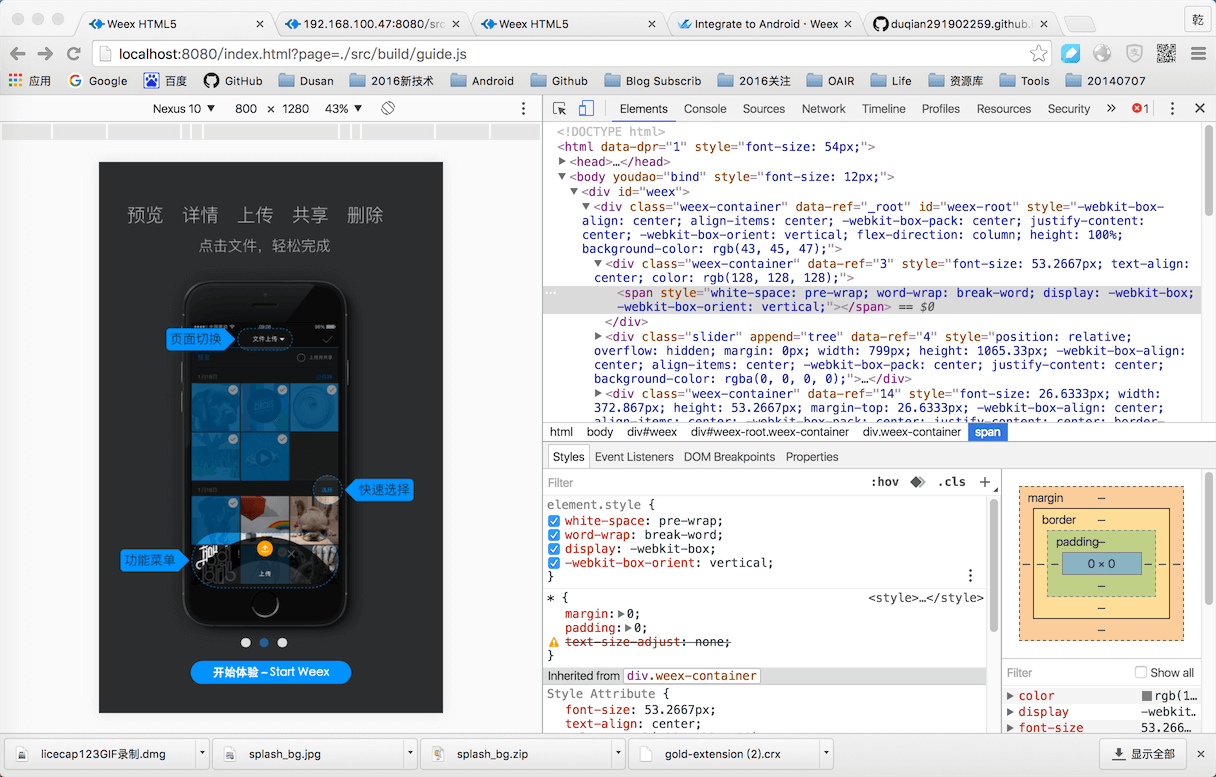 Weex HTML5
192.168.100.47:8080/src
Weex HTML5
Integrate to Android · Weex
duqian291902259.github.
乾
localhost:8080/index.html?page=./src/build/guide.js
应用
Google
百度
GitHub
Dusan
2016新技术
Android
Github
Blog Subscrib
2016关注
OAIR
Life
资源库
Tools
20140707
Nexus 10 ▼ 800 × 1280 43% ▼
Elements Console Sources Network Timeline Profiles Resources Security » 1
<!DOCTYPE html>
<html data-dpr="1" style="font-size: 54px;">
▶<head>…</head>
▼<body youdao="bind" style="font-size: 12px;">
▼<div id="weex">
▼<div class="weex-container" data-ref="_root" id="weex-root" style="-webkit-box-
align: center; align-items: center; -webkit-box-pack: center; justify-content:
center; -webkit-box-orient: vertical; flex-direction: column; height: 100%;
background-color: rgb(43, 45, 47);">
▼<div class="weex-container" data-ref="3" style="font-size: 53.2667px; text-align:
center; color: rgb(128, 128, 128);">
<span style="white-space: pre-wrap; word-wrap: break-word; display: -webkit-box;
-webkit-box-orient: vertical;"></span> == $0
</div>
▶<div class="slider" append="tree" data-ref="4" style="position: relative;
overflow: hidden; margin: 0px; width: 799px; height: 1065.33px; -webkit-box-align:
center; align-items: center; -webkit-box-pack: center; justify-content: center;
background-color: rgba(0, 0, 0, 0);">…</div>
▶<div class="weex-container" data-ref="14" style="font-size: 26.6333px; width:
372.867px; height: 53.2667px; margin-top: 26.6333px; -webkit-box-align: center;
align-items: center; -webkit-box-pack: center; justify-content: center; border-
html body div#weex div#weex-root.weex-container div.weex-container span
Styles Event Listeners DOM Breakpoints Properties
Filter :hov .cls +
element.style {
white-space: pre-wrap;
word-wrap: break-word;
display: -webkit-box;
-webkit-box-orient: vertical;
}
* { <style>…</style>
margin:▶0;
padding:▶0;
text-size-adjust: none;
}
Inherited from div.weex-container
Style Attribute {
font-size: 53.2667px;
text-align: center;
margin –
border –
padding–
0 × 0
–
–
–
Filter Show all
▶ color rgb(1…
▶ display -webkit…
▶ font-size 53.266…
预览 详情 上传 共享 删除
点击文件，轻松完成
09:06
文件上传
页面切换
1月18日
快速选择
1月16日
功能菜单
上传
开始体验 – Start Weex
licecap123GIF录制.dmg
splash_bg.jpg
splash_bg.zip
gold-extension (2).crx
显示全部